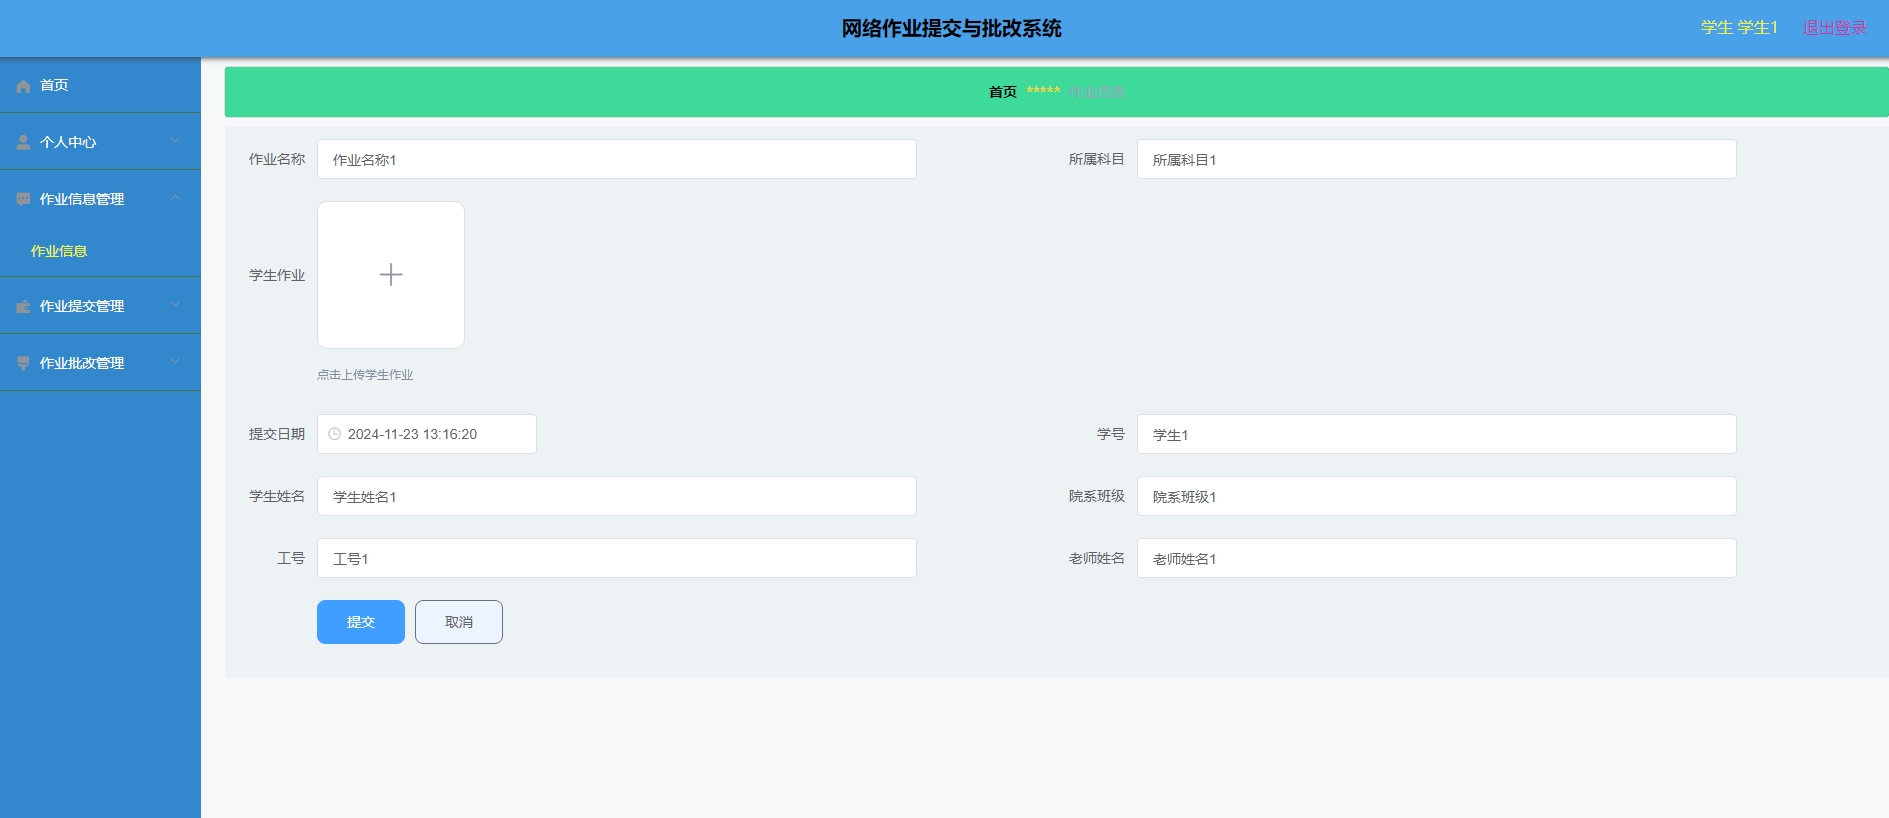 网络作业提交与批改系统
学生 学生1 退出登录
首页
个人中心
作业信息管理
作业信息
作业提交管理
作业批改管理
首页 ***** 作业信息
作业名称 作业名称1 所属科目 所属科目1
学生作业
点击上传学生作业
提交日期 2024-11-23 13:16:20 学号 学生1
学生姓名 学生姓名1 院系班级 院系班级1
工号 工号1 老师姓名 老师姓名1
提交 取消